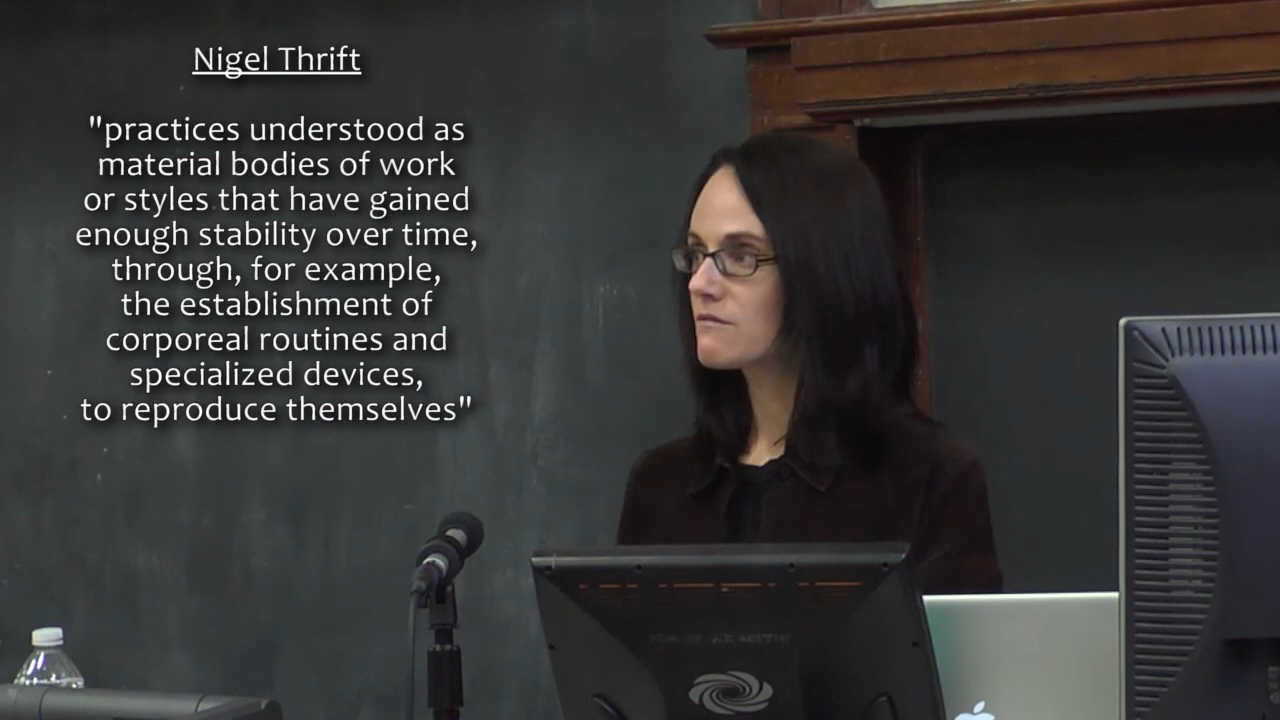 Nigel Thrift
"practices understood as
material bodies of work
or styles that have gained
enough stability over time,
through, for example,
the establishment of
corporeal routines and
specialized devices,
to reproduce themselves"